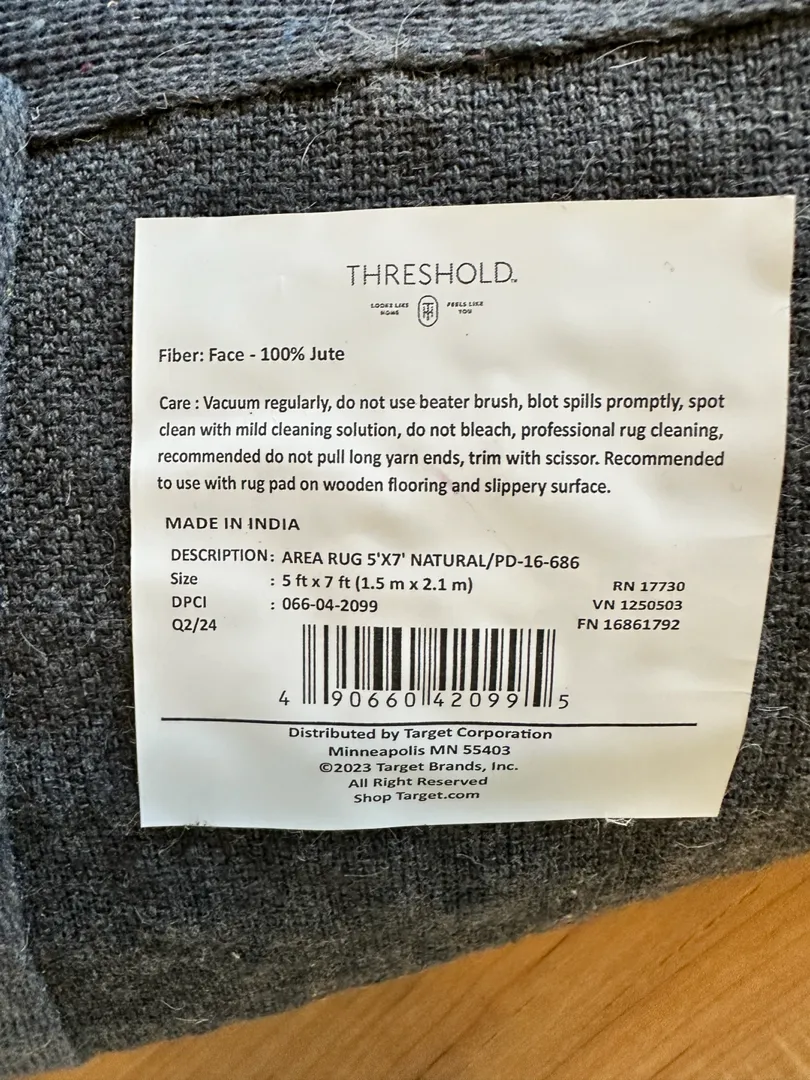 THRESHOLD™
LOOKS LIKE HOME TH FEELS LIKE YOU
Fiber: Face - 100% Jute
Care : Vacuum regularly, do not use beater brush, blot spills promptly, spot
clean with mild cleaning solution, do not bleach, professional rug cleaning,
recommended do not pull long yarn ends, trim with scissor. Recommended
to use with rug pad on wooden flooring and slippery surface.
MADE IN INDIA
DESCRIPTION: AREA RUG 5'X7' NATURAL/PD-16-686
Size : 5 ft x 7 ft (1.5 m x 2.1 m) RN 17730
DPCI : 066-04-2099 VN 1250503
Q2/24 FN 16861792
4 90660 42099 5
Distributed by Target Corporation
Minneapolis MN 55403
©2023 Target Brands, Inc.
All Right Reserved
Shop Target.com